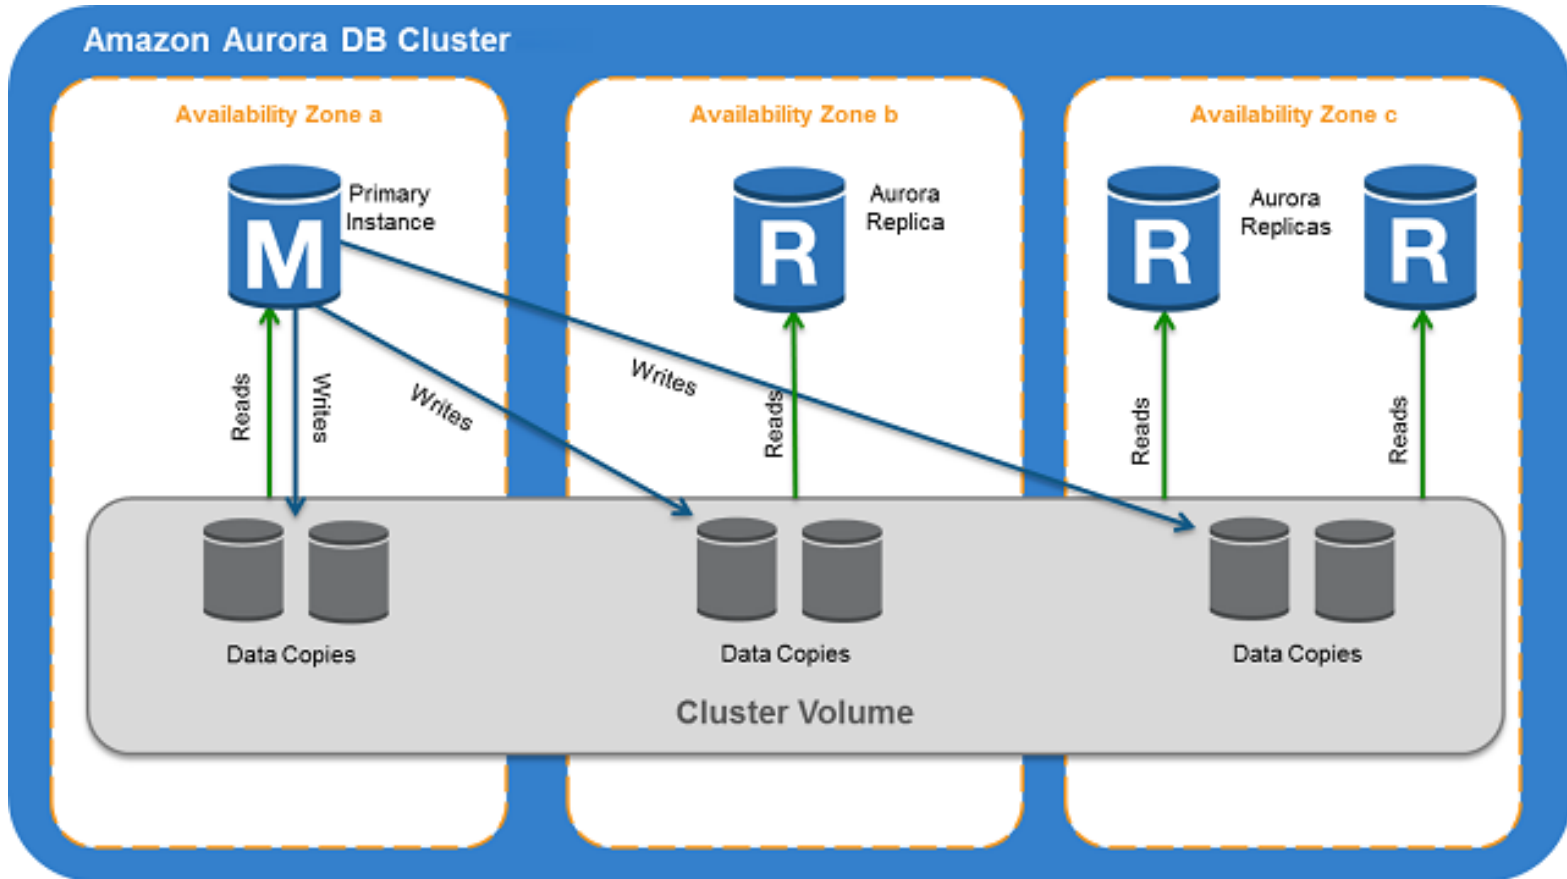 Amazon Aurora DB Cluster
Availability Zone a
Availability Zone b
Availability Zone c
M
Primary
Instance
R
Aurora
Replica
R
Aurora
Replicas
R
Reads
Writes
Writes
Writes
Reads
Reads
Reads
Data Copies
Data Copies
Data Copies
Cluster Volume